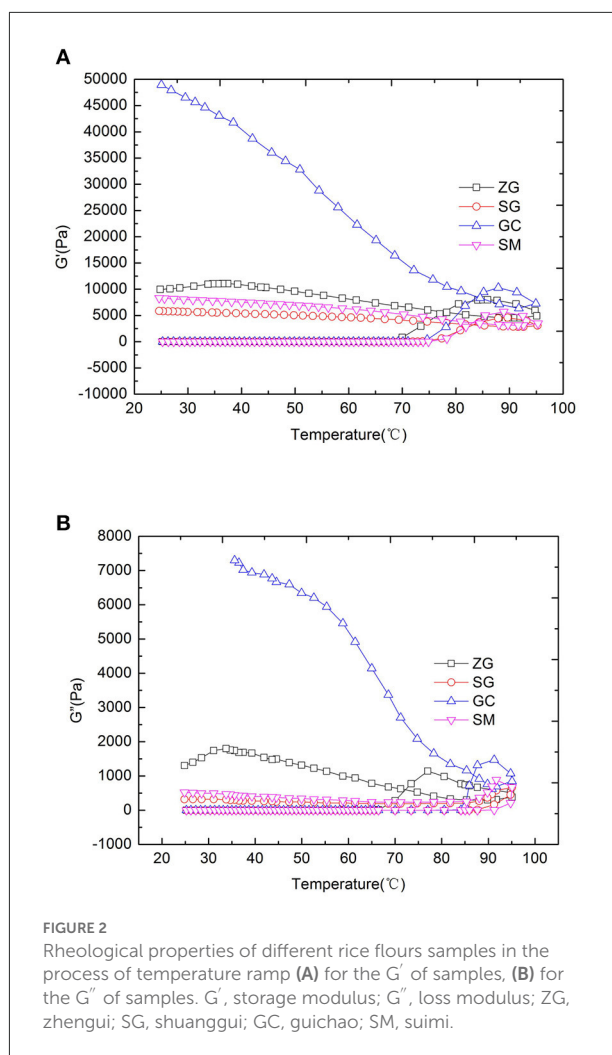 A
50000
45000
40000
35000
30000
25000
20000
15000
10000
5000
0
-5000
-10000
G'(Pa)
ZG
SG
GC
SM
20 30 40 50 60 70 80 90 100
Temperature(℃)
B
8000
7000
6000
5000
4000
3000
2000
1000
0
-1000
G"(Pa)
ZG
SG
GC
SM
20 30 40 50 60 70 80 90 100
Temperature(℃)
FIGURE 2
Rheological properties of different rice flours samples in the
process of temperature ramp (A) for the G′ of samples, (B) for
the G″ of samples. G′, storage modulus; G″, loss modulus; ZG,
zhengui; SG, shuanggui; GC, guichao; SM, suimi.